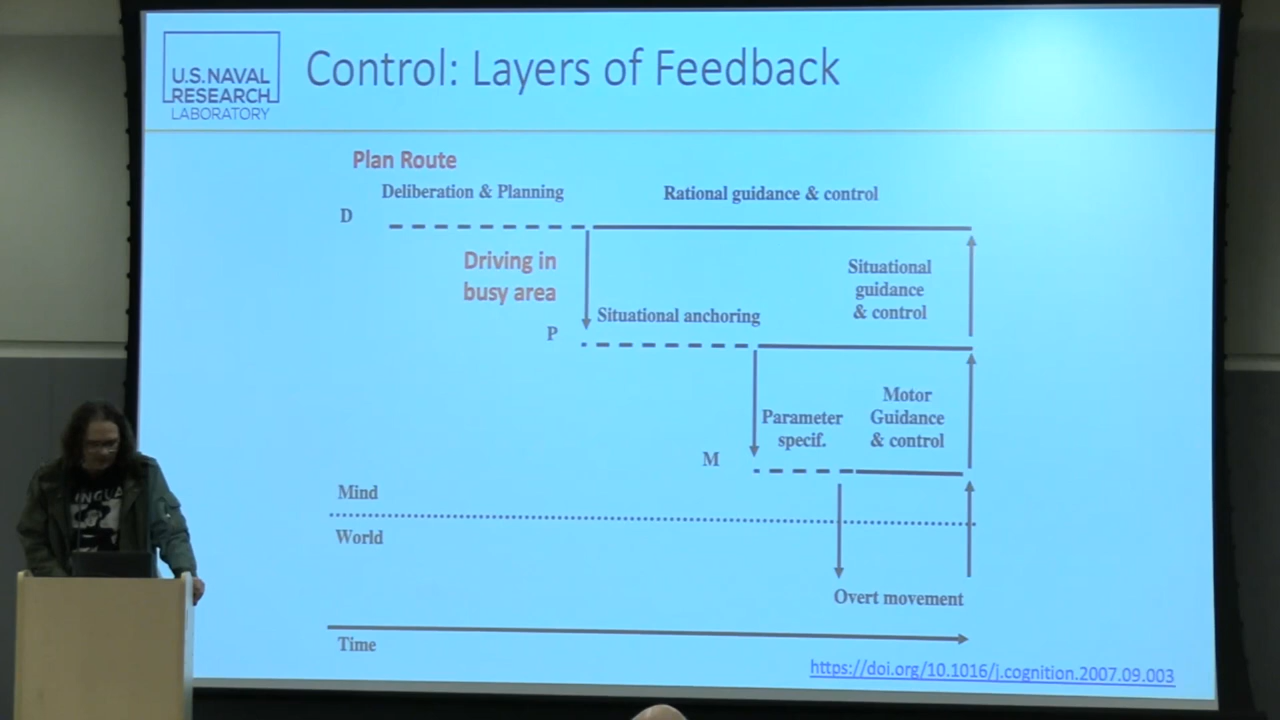 U.S. NAVAL
RESEARCH
LABORATORY
Control: Layers of Feedback
Plan Route
Deliberation & Planning
Rational guidance & control
D
Driving in
busy area
Situational
guidance
& control
Situational anchoring
P
Motor
Guidance
& control
Parameter
specif.
M
Mind
World
Overt movement
Time
https://doi.org/10.1016/j.cognition.2007.09.003